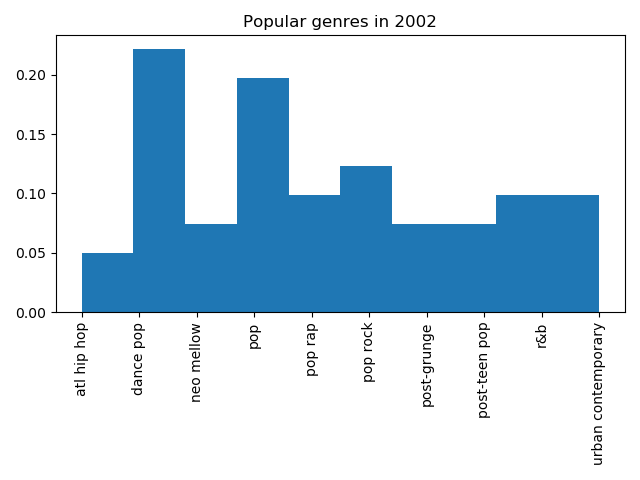 Popular genres in 2002
0.20
0.15
0.10
0.05
0.00
atl hip hop
dance pop
neo mellow
pop
pop rap
pop rock
post-grunge
post-teen pop
r&b
urban contemporary